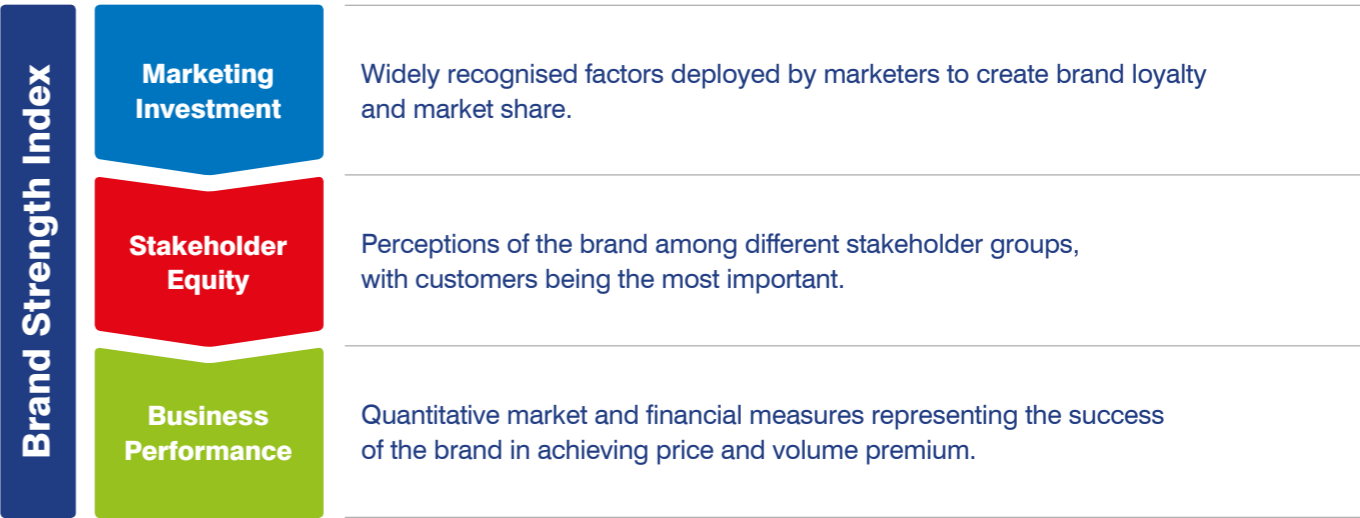 Brand Strength Index
Marketing
Investment
Widely recognised factors deployed by marketers to create brand loyalty
and market share.
Stakeholder
Equity
Perceptions of the brand among different stakeholder groups,
with customers being the most important.
Business
Performance
Quantitative market and financial measures representing the success
of the brand in achieving price and volume premium.